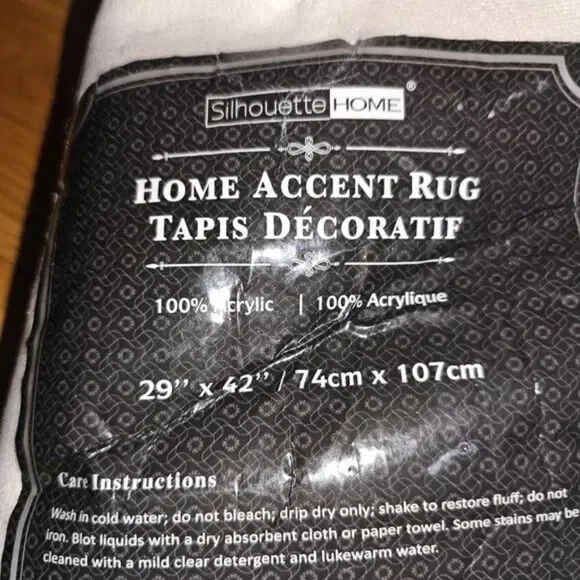 Silhouette HOME®
HOME ACCENT RUG
TAPIS DÉCORATIF
100% Acrylic | 100% Acrylique
29’’ x 42’’ / 74cm x 107cm
Care Instructions
Wash in cold water; do not bleach; drip dry only; shake to restore fluff; do not
iron. Blot liquids with a dry absorbent cloth or paper towel. Some stains may be
cleaned with a mild clear detergent and lukewarm water.